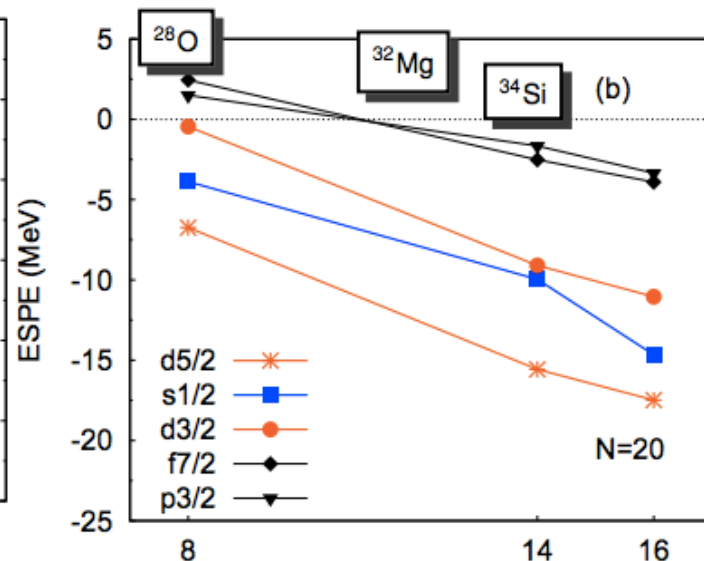 5
0
-5
-10
-15
-20
-25
ESPE (MeV)
²⁸O
³²Mg
³⁴Si
(b)
d5/2
s1/2
d3/2
f7/2
p3/2
N=20
8
14
16